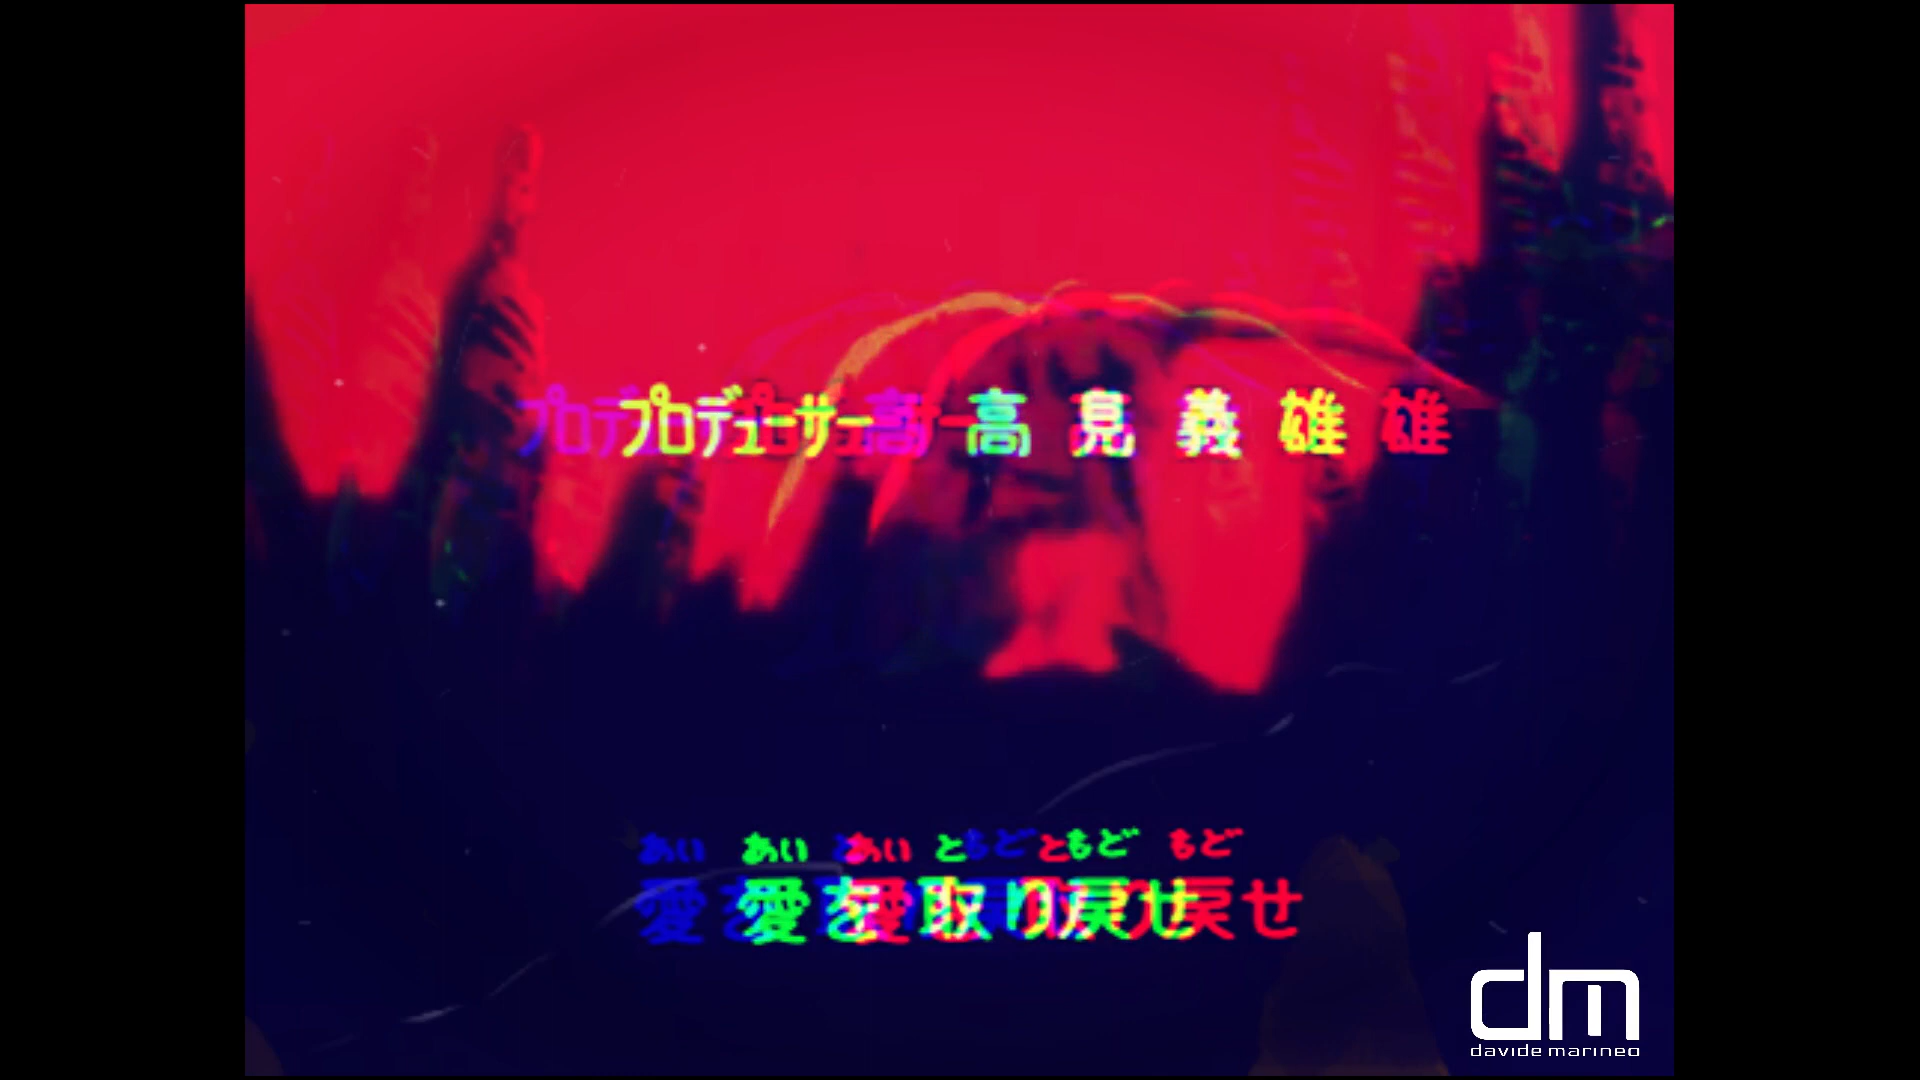 プロデューサー 高見義雄
あい と もど
愛を取り戻せ
dm
davide marineo